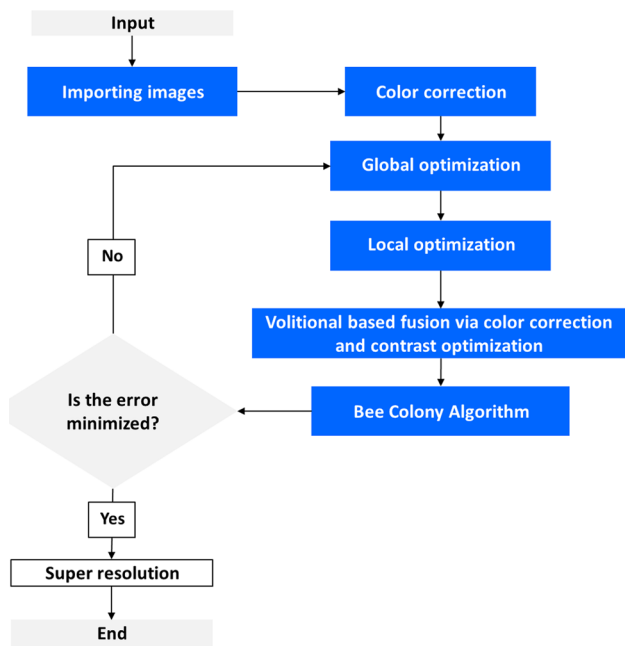 Input
Importing images
Color correction
Global optimization
Local optimization
Volitional based fusion via color correction
and contrast optimization
Bee Colony Algorithm
Is the error
minimized?
No
Yes
Super resolution
End